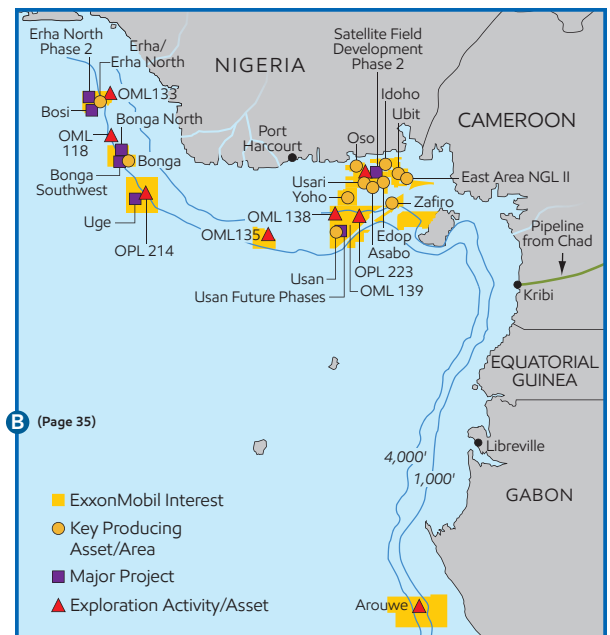 Erha North
Phase 2
Erha/
Erha North
NIGERIA
Satellite Field
Development
Phase 2
Idoho
Ubit
CAMEROON
OML133
Bosi
Bonga North
OML
118
Port
Harcourt
Oso
Bonga
Bonga
Southwest
Usari
East Area NGL II
Yoho
Zafiro
Uge
OML 138
OML135
OPL 214
Edop
Asabo
Pipeline
from Chad
Usan
OPL 223
Usan Future Phases
OML 139
Kribi
EQUATORIAL
GUINEA
B (Page 35)
Libreville
4,000'
1,000'
GABON
ExxonMobil Interest
Key Producing
Asset/Area
Major Project
Exploration Activity/Asset
Arouwe